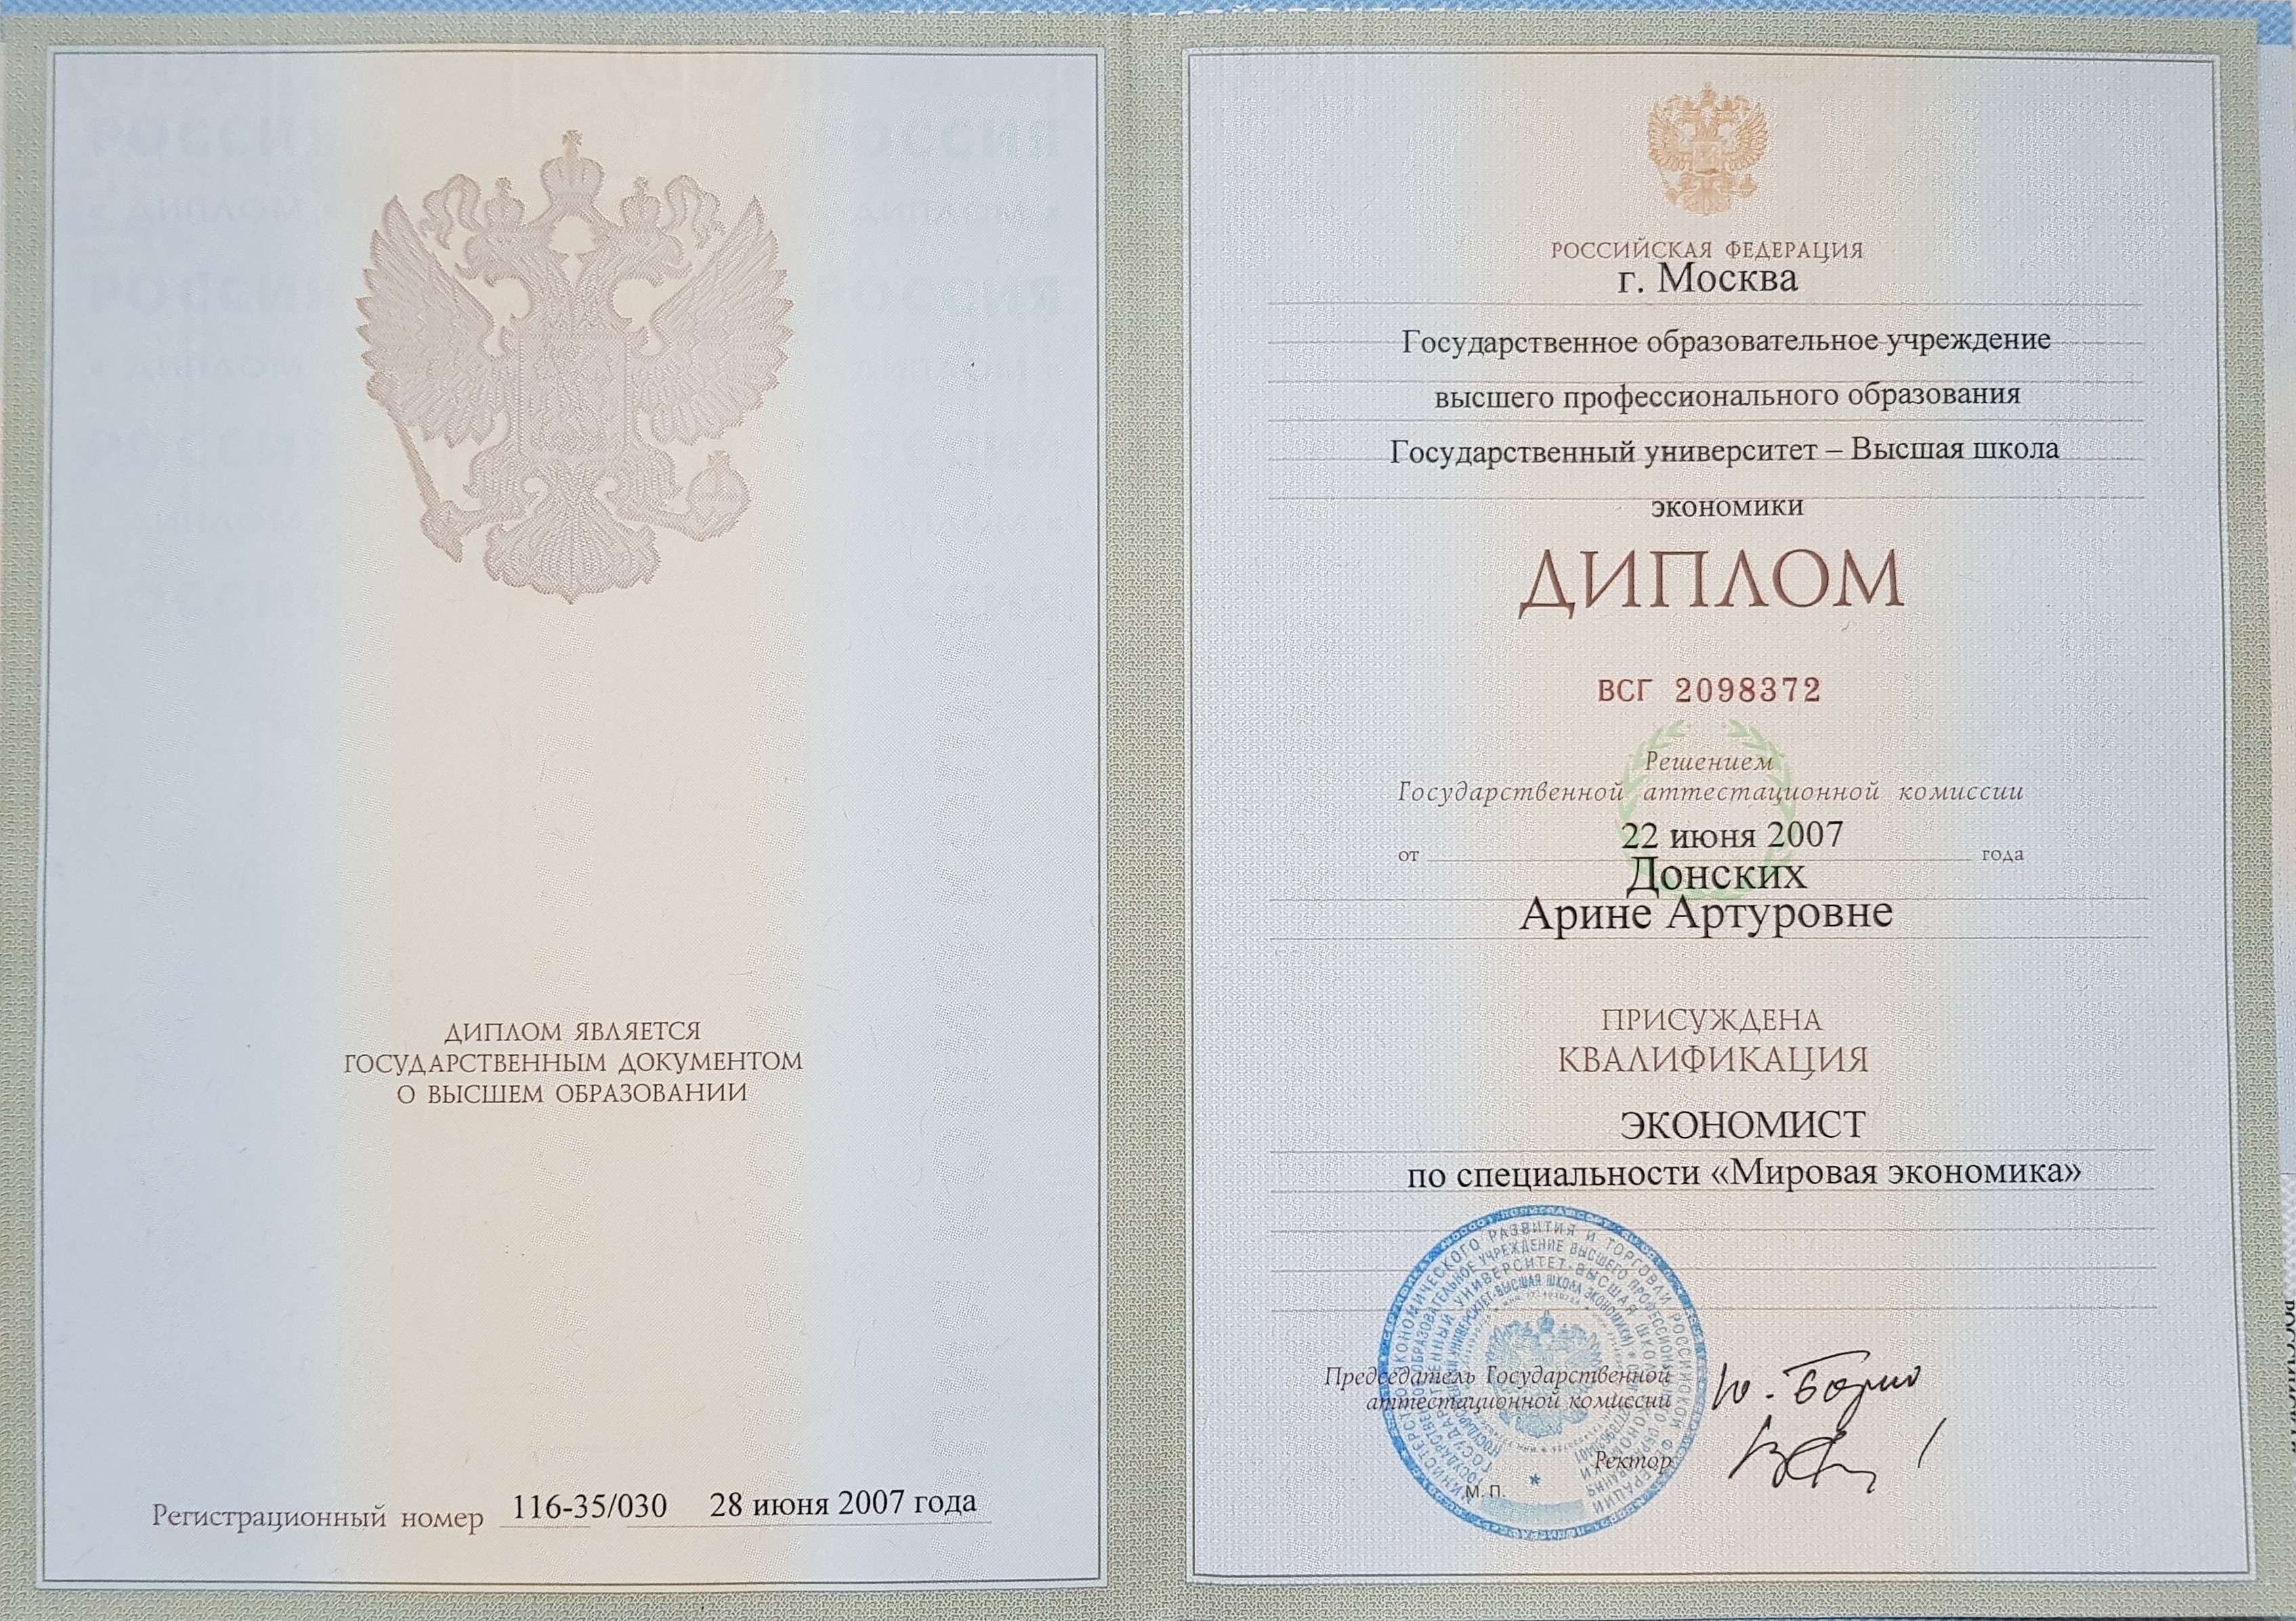 ДИПЛОМ ЯВЛЯЕТСЯ
ГОСУДАРСТВЕННЫМ ДОКУМЕНТОМ
О ВЫСШЕМ ОБРАЗОВАНИИ
Регистрационный номер 116-35/030 28 июня 2007 года
РОССИЙСКАЯ ФЕДЕРАЦИЯ
г. Москва
Государственное образовательное учреждение
высшего профессионального образования
Государственный университет – Высшая школа
экономики
ДИПЛОМ
ВСГ 2098372
Решением
Государственной аттестационной комиссии
от 22 июня 2007 года
Донских
Арине Артуровне
ПРИСУЖДЕНА
КВАЛИФИКАЦИЯ
ЭКОНОМИСТ
по специальности «Мировая экономика»
Председатель Государственной
аттестационной комиссии
Ректор
М. П.